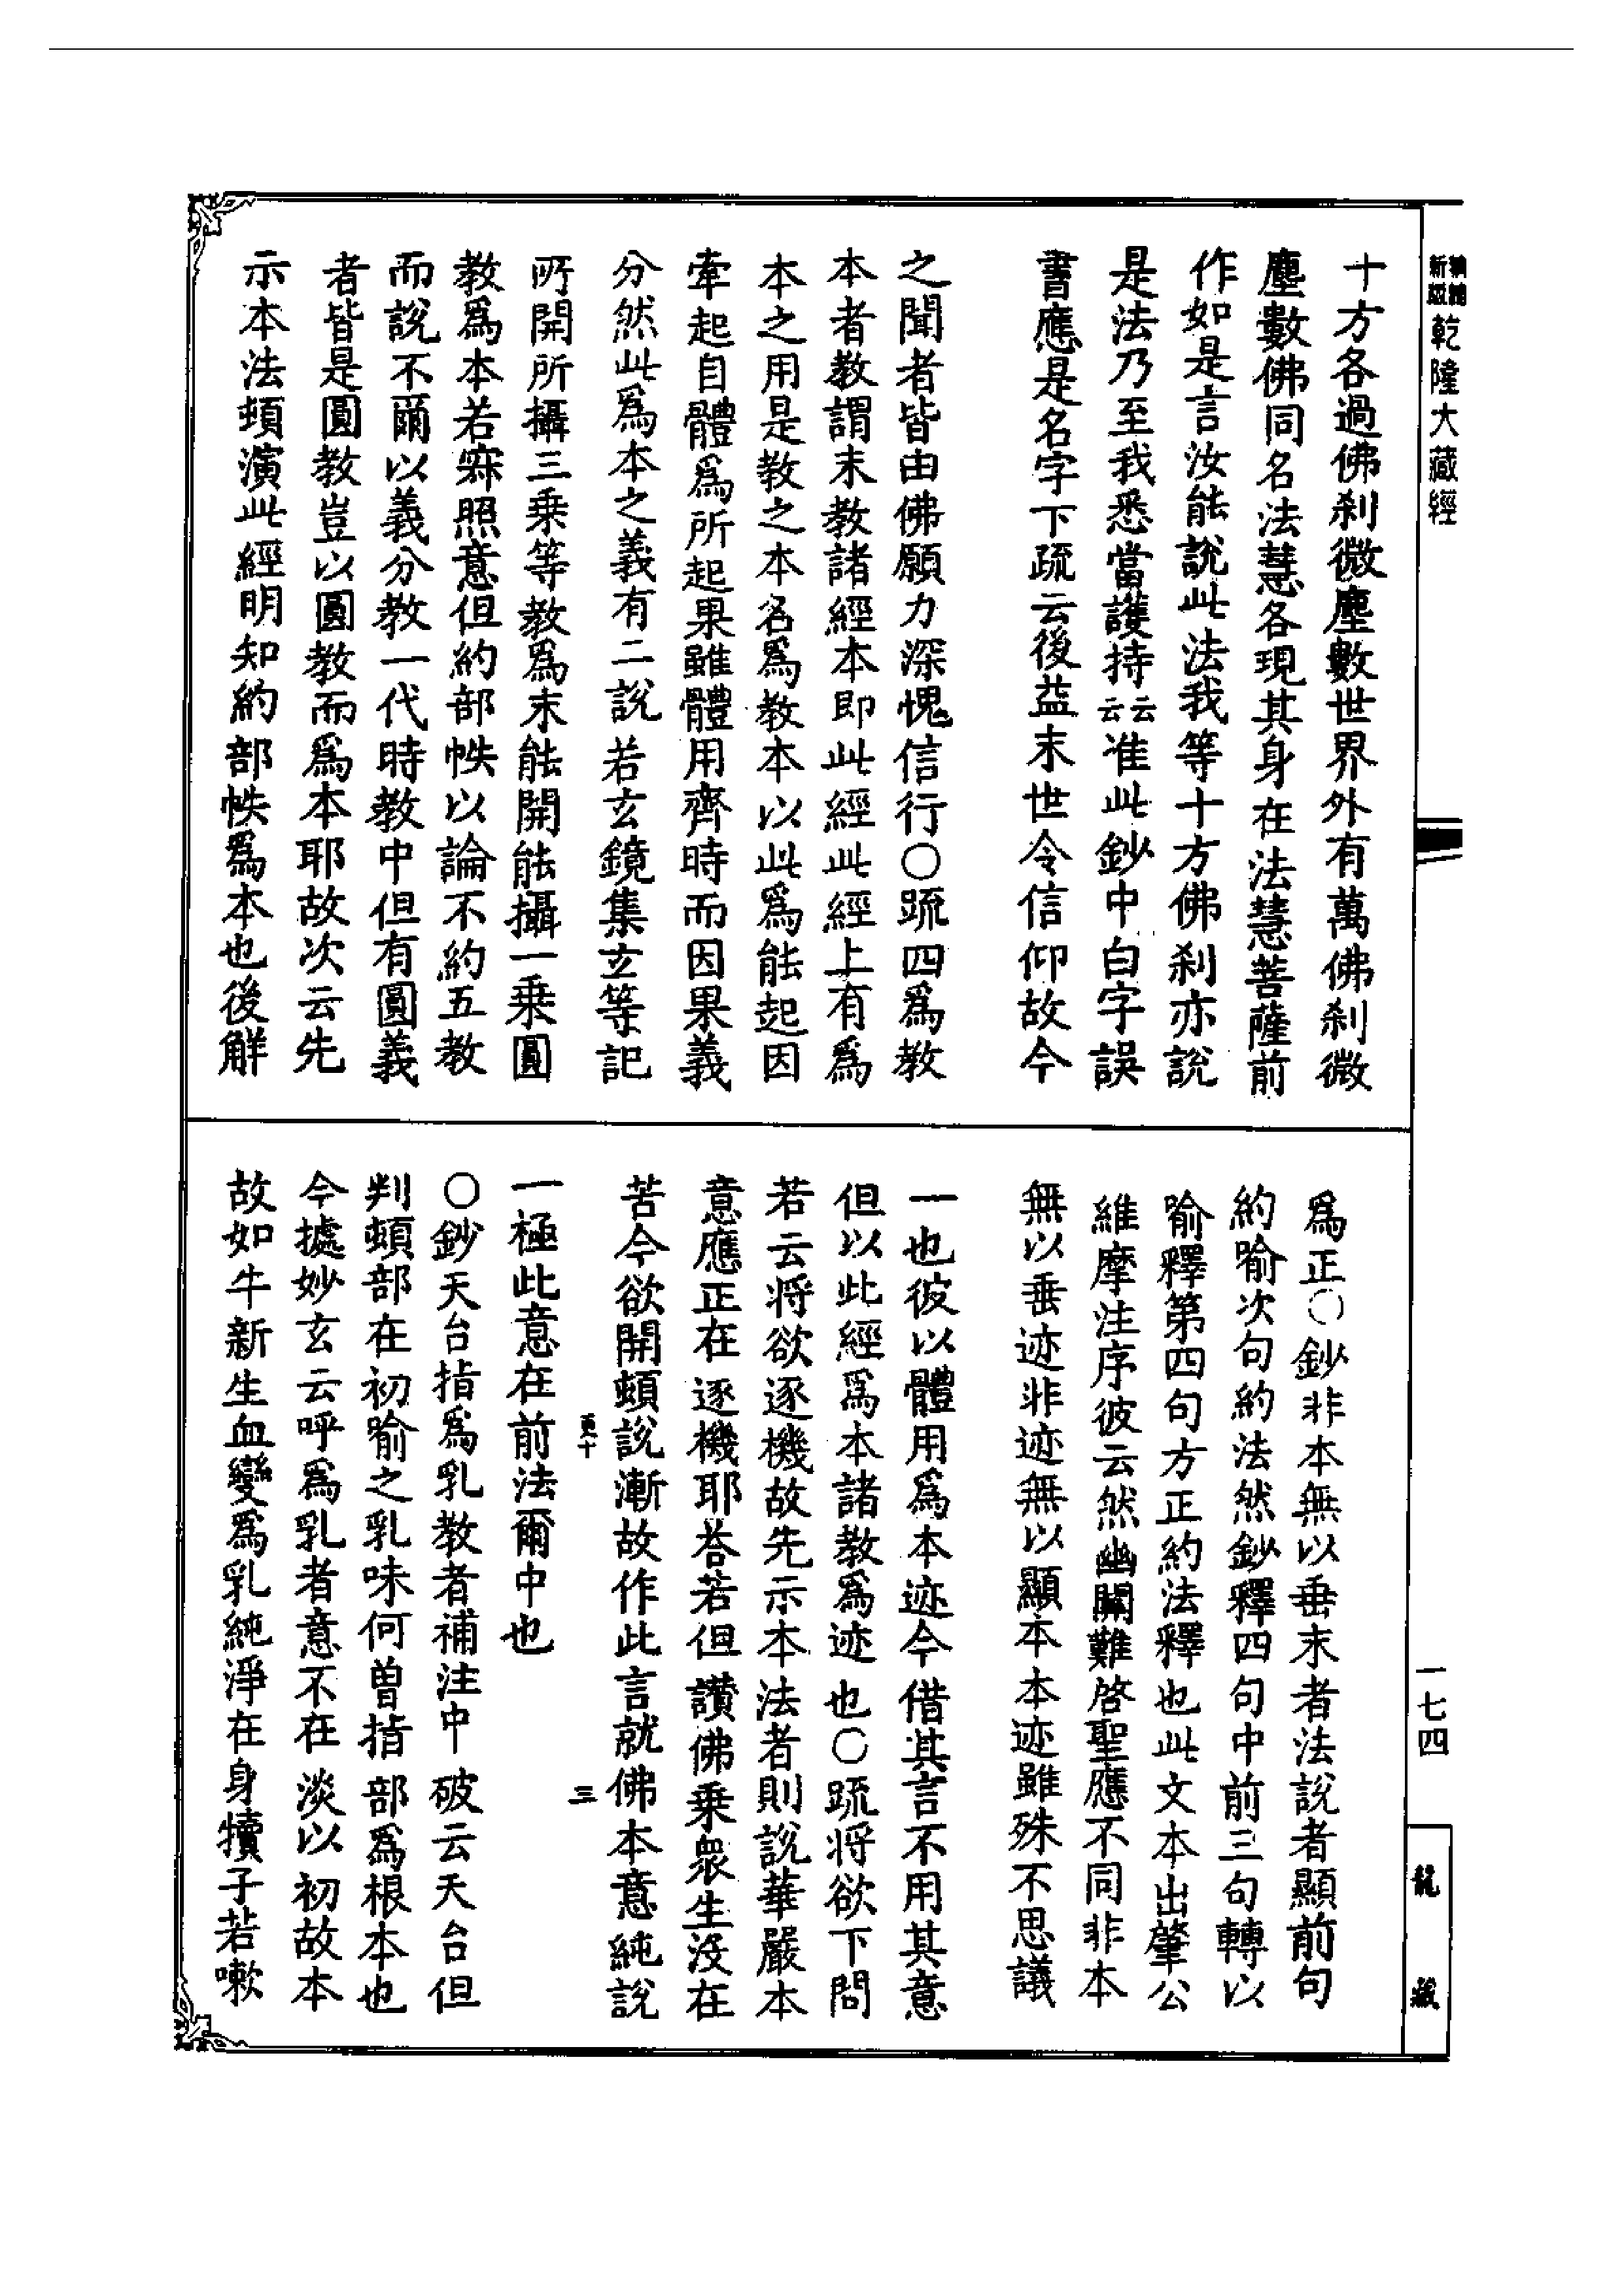 新編縮版
乾隆大藏經
一七四
龍藏
十方各過佛刹微塵數世界外有萬佛刹微
塵數佛同名法慧各現其身在法慧菩薩前
作如是言汝能說此法我等十方佛刹亦說
是法乃至我悉當護持云云准此鈔中白字誤
書應是名字下疏云後益末世令信仰故今
之聞者皆由佛願力深愧信行〇疏四爲教
本者教謂末教諸經本即此經此經上有爲
本之用是教之本名爲教本以此爲能起因
牽起自體爲所起果雖體用齊時而因果義
分然此爲本之義有二說若玄鏡集玄等記
所開所攝三乘等教爲末能開能攝一乘圓
教爲本若寂照意但約部帙以論不約五教
而說不爾以義分教一代時教中但有圓義
者皆是圓教豈以圓教而爲本耶故次云先
示本法頓演此經明知約部帙爲本也後觧
爲正〇鈔非本無以垂末者法說者顯前句
約喻次句約法然鈔釋四句中前三句轉以
喻釋第四句方正約法釋也此文本出肇公
維摩注序彼云然幽關難啓聖應不同非本
無以垂迹非迹無以顯本本迹雖殊不思議
一也彼以體用爲本迹今借其言不用其意
但以此經爲本諸教爲迹也〇疏将欲下問
若云将欲逐機故先示本法者則說華嚴本
意應正在逐機耶荅若但讚佛乗衆生没在
苦今欲開頓說漸故作此言就佛本意純說
一極此意在前法爾中也
〇鈔天台指爲乳教者補注中破云天台但
判頓部在初喻之乳味何曽指部爲根本也
今據妙玄云呼爲乳者意不在淡以初故本
故如牛新生血變爲乳純淨在身犢子若嗽
三